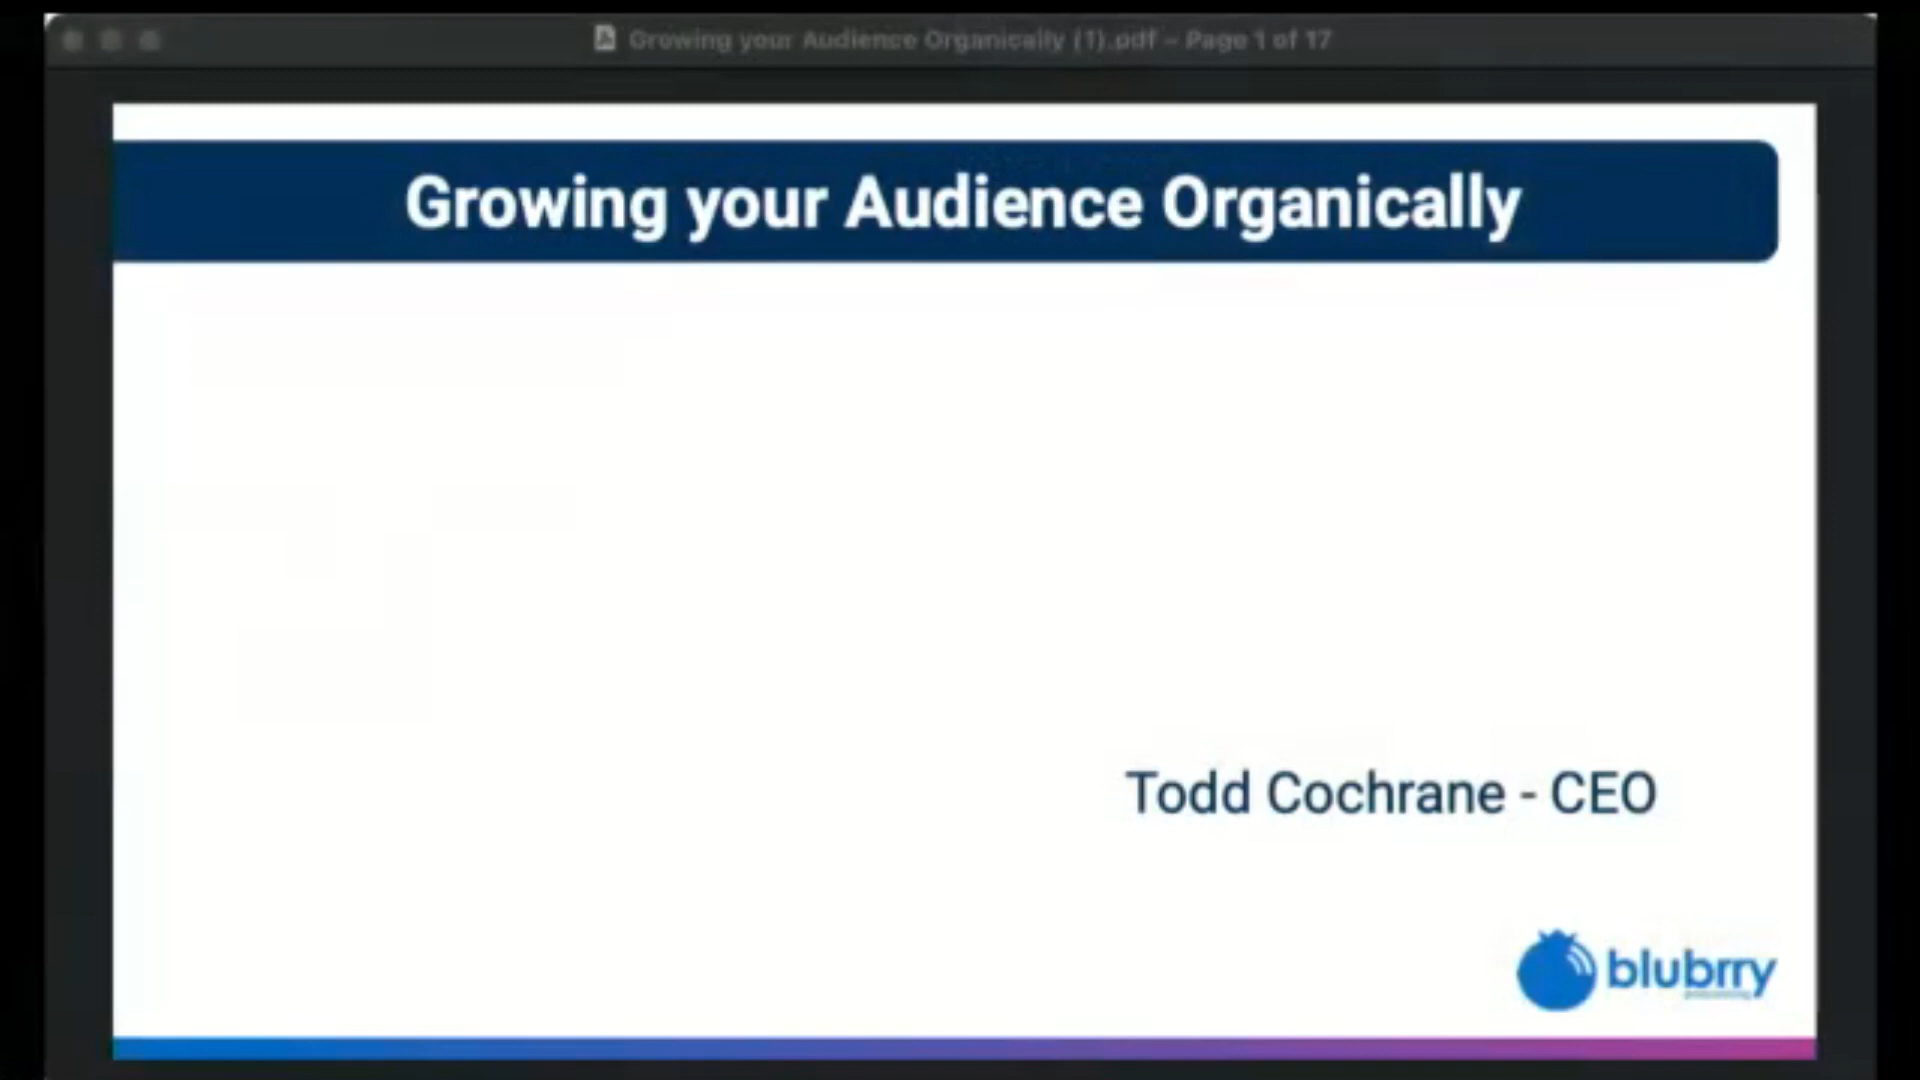 Growing your Audience Organically (1).pdf – Page 1 of 17
Growing your Audience Organically
Todd Cochrane - CEO
blubrry